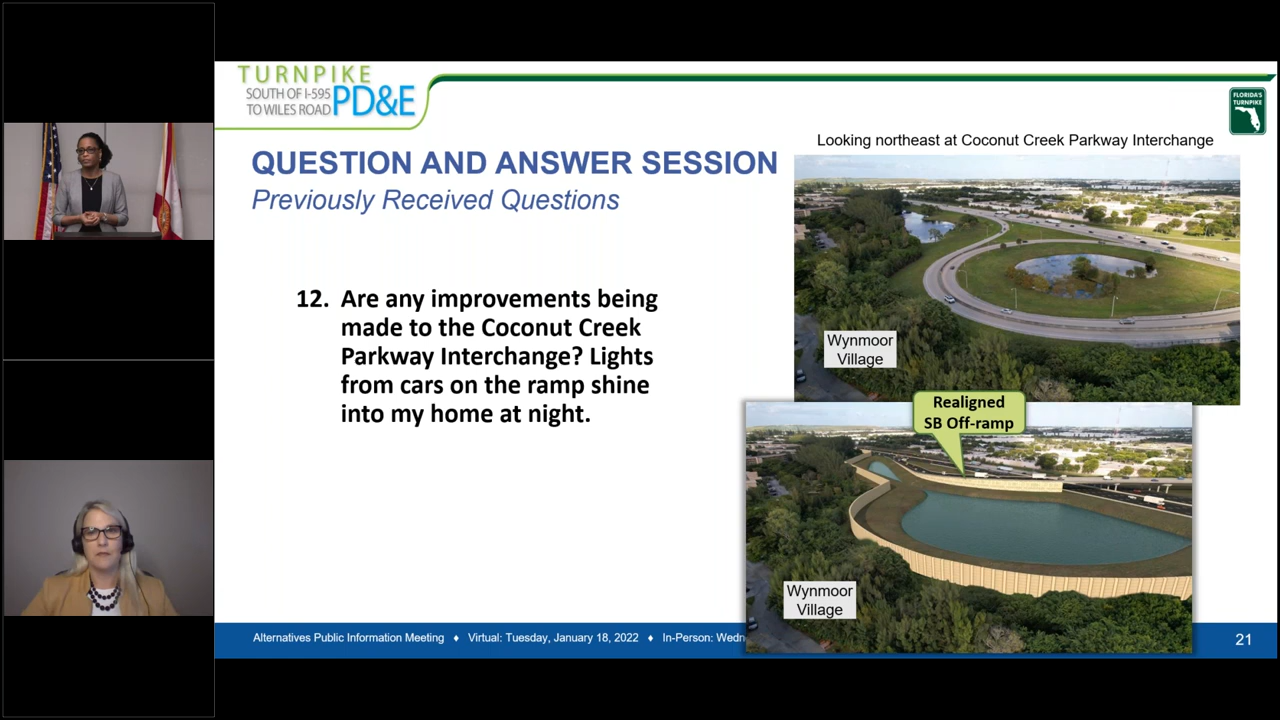 TURNPIKE
SOUTH OF I-595
TO WILES ROAD
PD&E
FLORIDA'S
TURNPIKE
Looking northeast at Coconut Creek Parkway Interchange
QUESTION AND ANSWER SESSION
Previously Received Questions
12. Are any improvements being
made to the Coconut Creek
Parkway Interchange? Lights
from cars on the ramp shine
into my home at night.
Wynmoor
Village
Realigned
SB Off-ramp
Wynmoor
Village
Alternatives Public Information Meeting ♦ Virtual: Tuesday, January 18, 2022 ♦ In-Person: Wedn
21